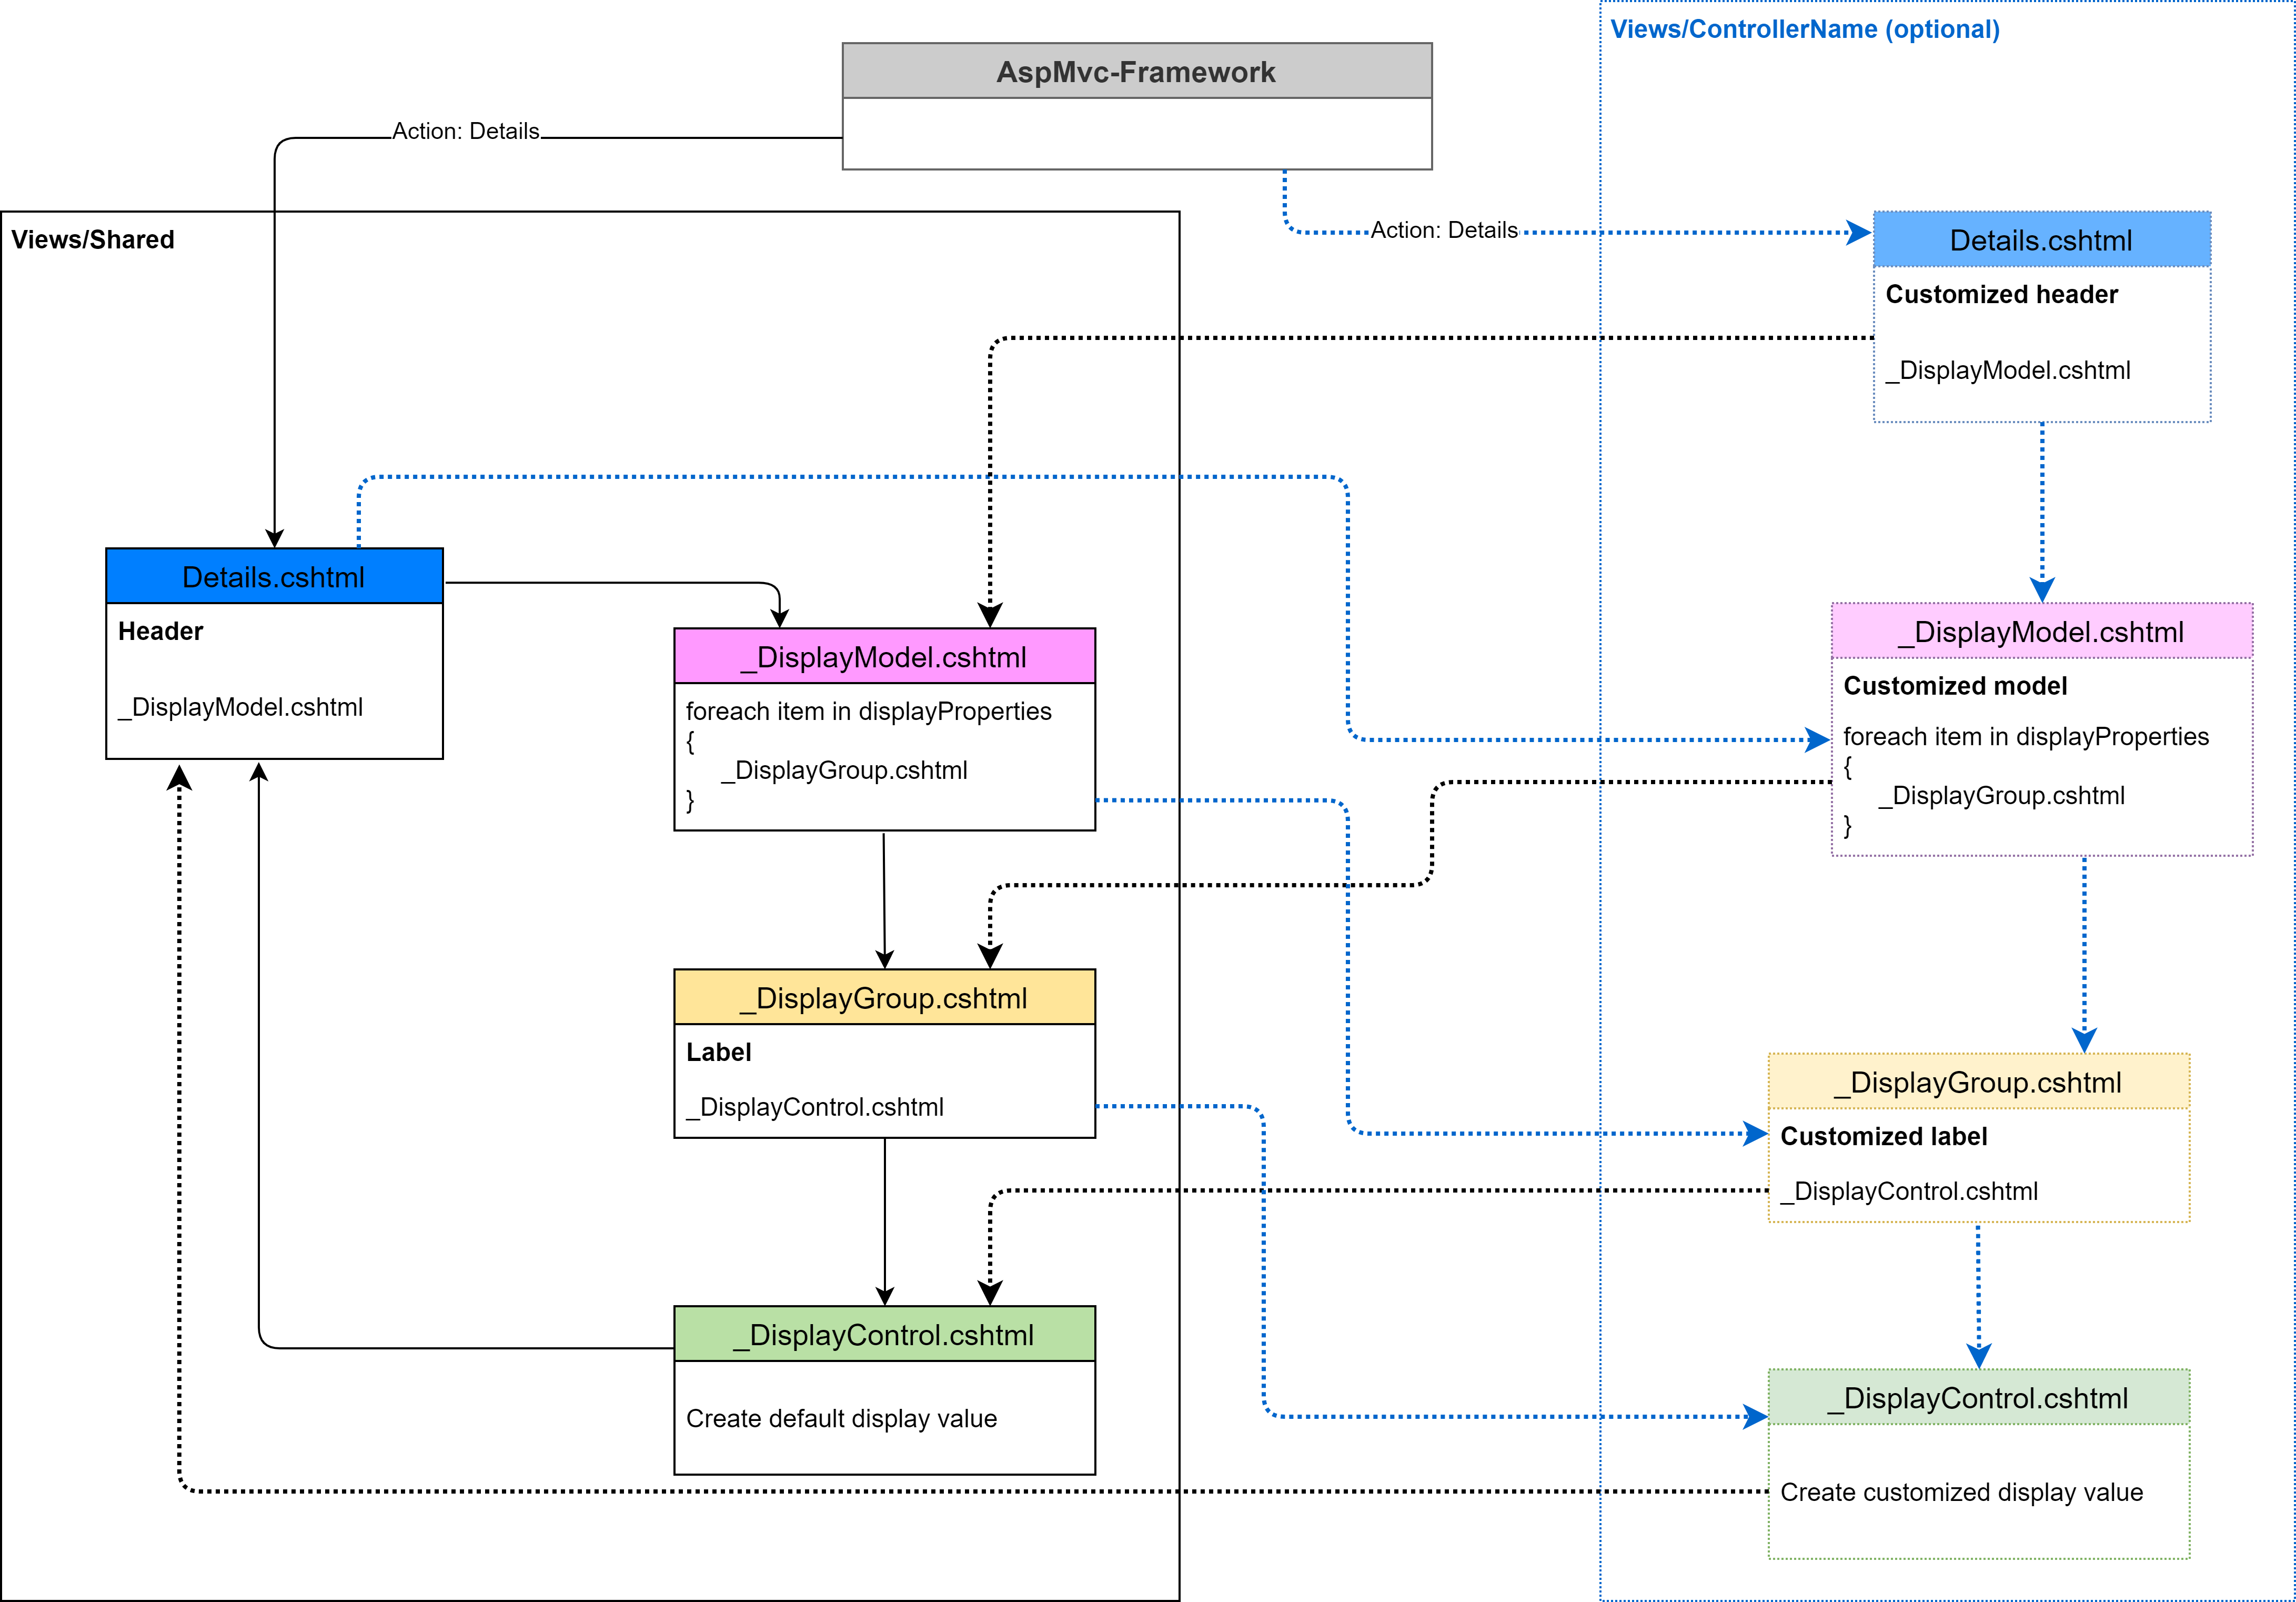 Views/ControllerName (optional)
AspMvc-Framework
Action: Details
Action: Details
Views/Shared
Details.cshtml
Customized header
_DisplayModel.cshtml
Details.cshtml
Header
_DisplayModel.cshtml
_DisplayModel.cshtml
foreach item in displayProperties
{
_DisplayGroup.cshtml
}
_DisplayModel.cshtml
Customized model
foreach item in displayProperties
{
_DisplayGroup.cshtml
}
_DisplayGroup.cshtml
Label
_DisplayControl.cshtml
_DisplayGroup.cshtml
Customized label
_DisplayControl.cshtml
_DisplayControl.cshtml
Create default display value
_DisplayControl.cshtml
Create customized display value